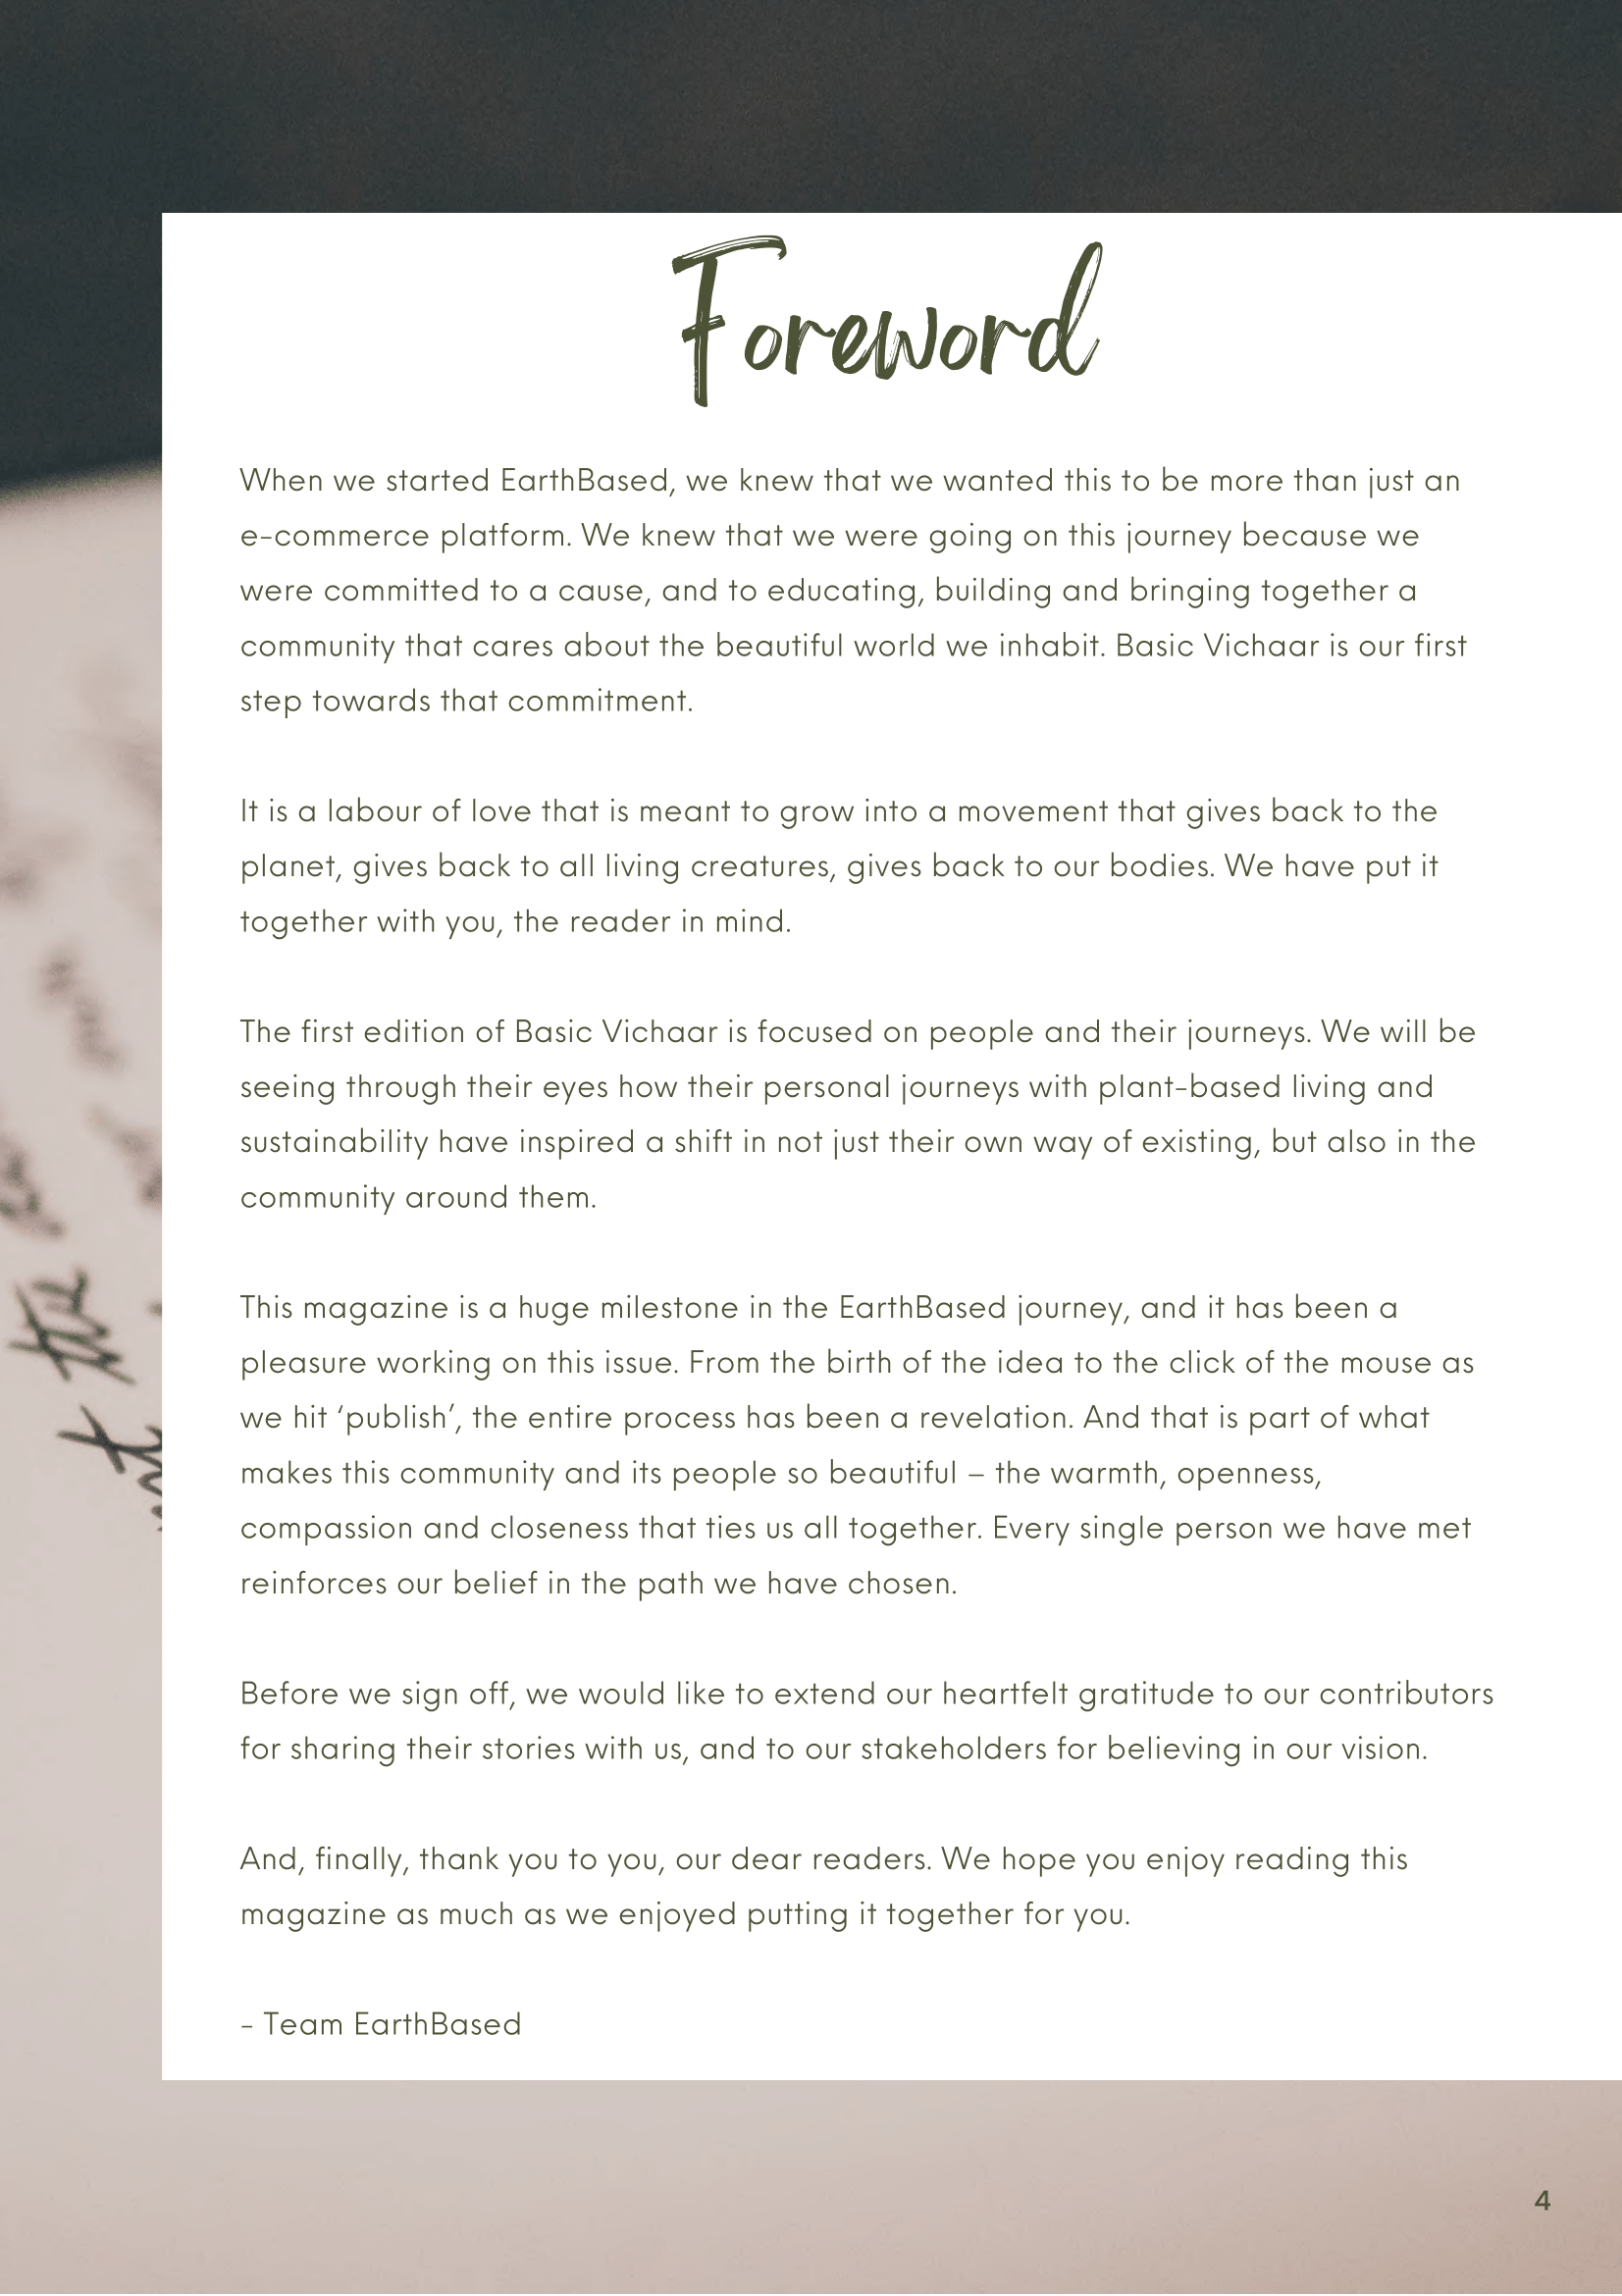 Foreword
When we started EarthBased, we knew that we wanted this to be more than just an
e-commerce platform. We knew that we were going on this journey because we
were committed to a cause, and to educating, building and bringing together a
community that cares about the beautiful world we inhabit. Basic Vichaar is our first
step towards that commitment.
It is a labour of love that is meant to grow into a movement that gives back to the
planet, gives back to all living creatures, gives back to our bodies. We have put it
together with you, the reader in mind.
The first edition of Basic Vichaar is focused on people and their journeys. We will be
seeing through their eyes how their personal journeys with plant-based living and
sustainability have inspired a shift in not just their own way of existing, but also in the
community around them.
This magazine is a huge milestone in the EarthBased journey, and it has been a
pleasure working on this issue. From the birth of the idea to the click of the mouse as
we hit ‘publish’, the entire process has been a revelation. And that is part of what
makes this community and its people so beautiful – the warmth, openness,
compassion and closeness that ties us all together. Every single person we have met
reinforces our belief in the path we have chosen.
Before we sign off, we would like to extend our heartfelt gratitude to our contributors
for sharing their stories with us, and to our stakeholders for believing in our vision.
And, finally, thank you to you, our dear readers. We hope you enjoy reading this
magazine as much as we enjoyed putting it together for you.
- Team EarthBased
4